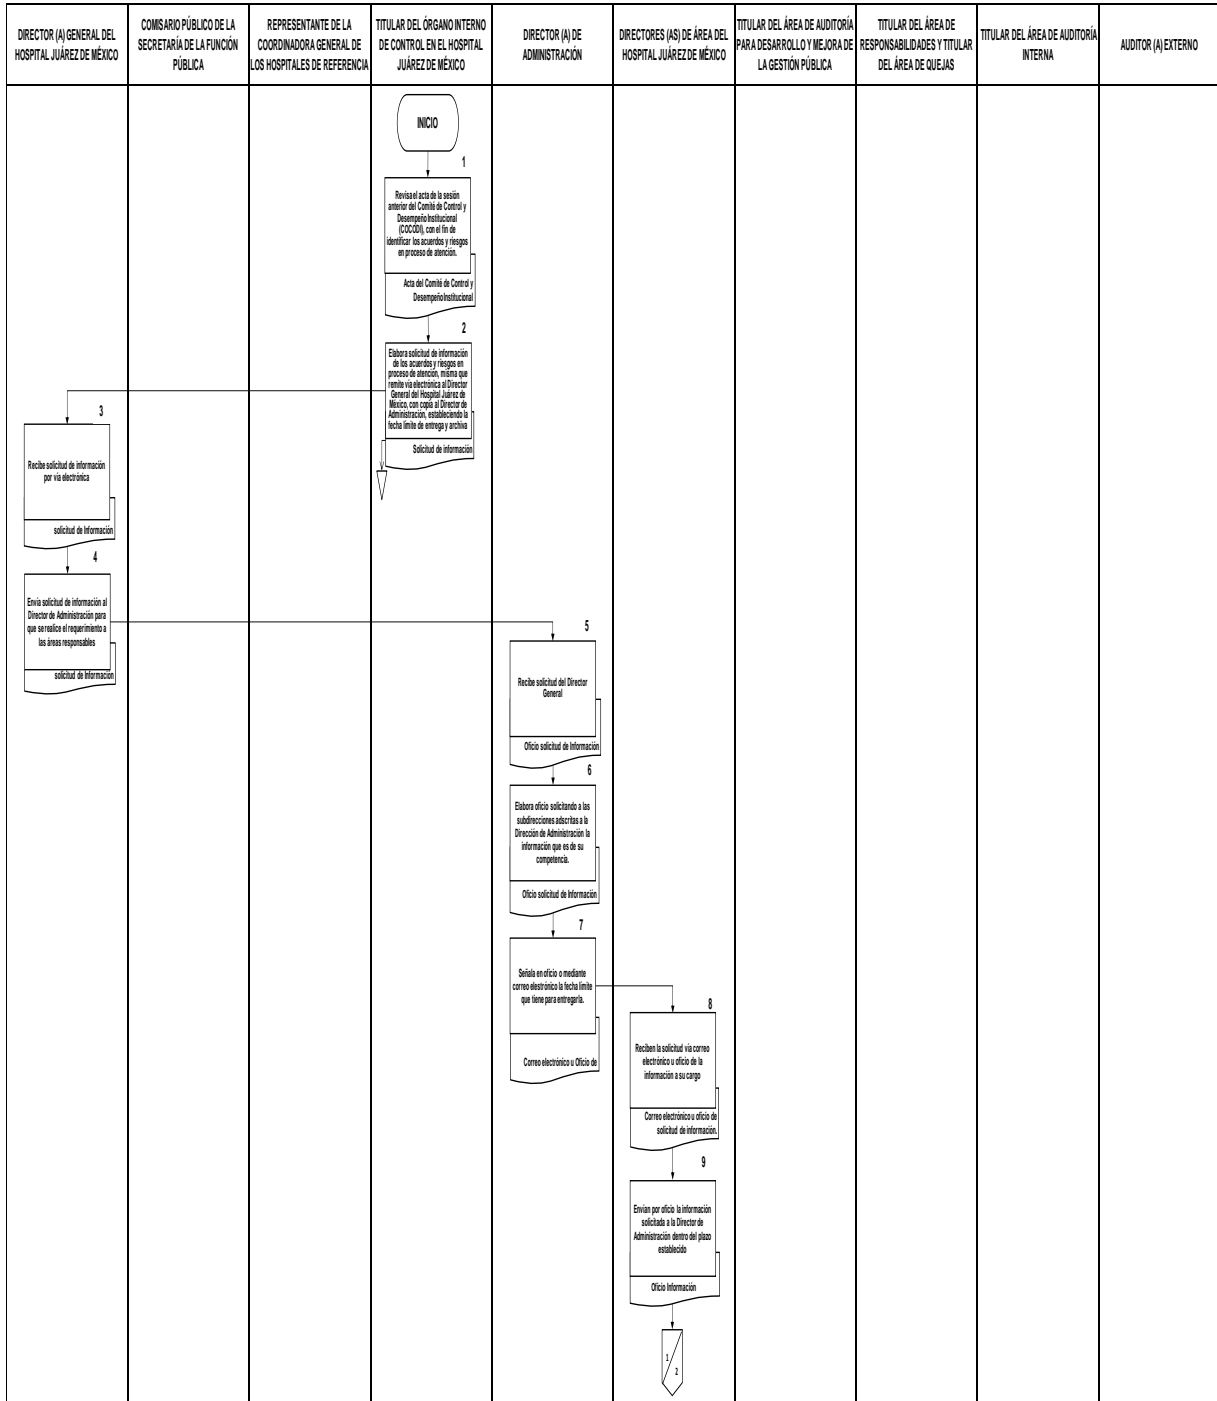 DIRECTOR (A) GENERAL DEL
HOSPITAL JUÁREZ DE MÉXICO
COMISARIO PÚBLICO DE LA
SECRETARÍA DE LA FUNCIÓN
PÚBLICA
REPRESENTANTE DE LA
COORDINADORA GENERAL DE
LOS HOSPITALES DE REFERENCIA
TITULAR DEL ÓRGANO INTERNO
DE CONTROL EN EL HOSPITAL
JUÁREZ DE MÉXICO
DIRECTOR (A) DE
ADMINISTRACIÓN
DIRECTORES (AS) DE ÁREA DEL
HOSPITAL JUÁREZ DE MÉXICO
TITULAR DEL ÁREA DE AUDITORÍA
PARA DESARROLLO Y MEJORA DE
LA GESTIÓN PÚBLICA
TITULAR DEL ÁREA DE
RESPONSABILIDADES Y TITULAR
DEL ÁREA DE QUEJAS
TITULAR DEL ÁREA DE AUDITORÍA
INTERNA
AUDITOR (A) EXTERNO
INICIO
1
Revisa el acta de la sesión
anterior del Comité de Control y
Desempeño Institucional
(COCODI), con el fin de
identificar los acuerdos y riesgos
en proceso de atención.
Acta del Comité de Control y
Desempeño Institucional
2
Elabora solicitud de información
de los acuerdos y riesgos en
proceso de atención, misma que
remite vía electrónica al Director
General del Hospital Juárez de
México, con copia al Director de
Administración, estableciendo la
fecha límite de entrega y archiva
Solicitud de información
3
Recibe solicitud de información
por vía electrónica
solicitud de Información
4
Envía solicitud de información al
Director de Administración para
que se realice el requerimiento a
las áreas responsables
solicitud de Información
5
Recibe solicitud del Director
General
Oficio solicitud de Información
6
Elabora oficio solicitando a las
subdirecciones adscritas a la
Dirección de Administración la
información que es de su
competencia.
Oficio solicitud de Información
7
Señala en oficio o mediante
correo elestrónico la fecha límite
que tiene para entregarla.
Correo electrónico u Oficio de
8
Reciben la solicitud vía correo
electrónico u oficio de la
información a su cargo
Correo electrónico u oficio de
solicitud de información.
9
Envían por oficio la información
solicitada a la Director de
Administración dentro del plazo
establecido
Oficio Información
1
2